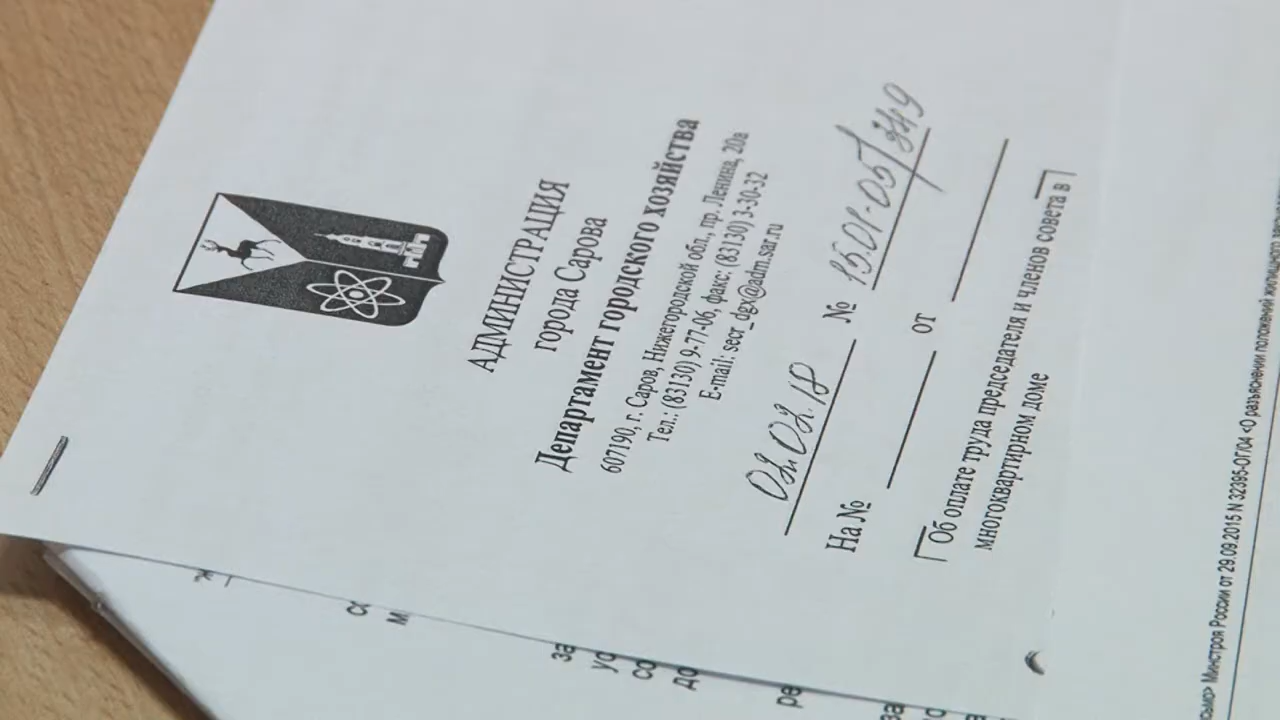 АДМИНИСТРАЦИЯ
города Сарова
Департамент городского хозяйства
607190, г. Саров, Нижегородской обл., пр. Ленина, 20а
Тел.: (83130) 9-77-06, факс: (83130) 3-30-32
E-mail: secr_dgx@adm.sar.ru
02.02.18 № 15.01-05/349
На № от
Об оплате труда председателя и членов совета в
многоквартирном доме
Минстроя России от 29.09.2015 N 32395-ОГ/04 «О разъяснении положений жилищного